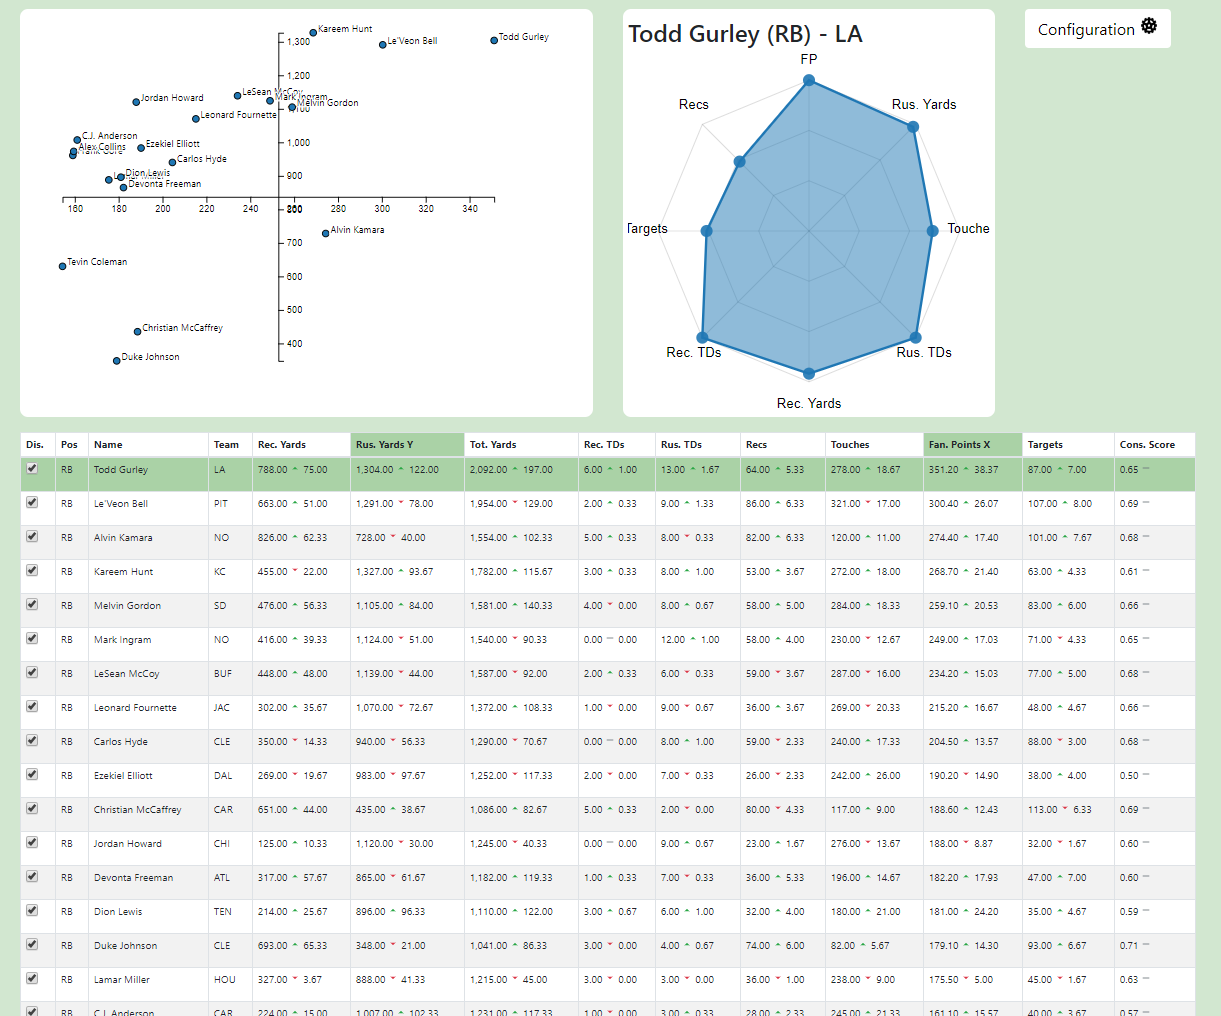 Kareem Hunt
Le'Veon Bell
Todd Gurley
1,300
1,200
LeSean McCoy
Mark Ingram
Melvin Gordon
Jordan Howard
Leonard Fournette
C.J. Anderson
Alex Collins
1,000
Ezekiel Elliott
Carlos Hyde
900
Dion Lewis
Devonta Freeman
160 180 200 220 240 280 300 320 340
800
Alvin Kamara
700
Tevin Coleman
600
500
Christian McCaffrey
400
Duke Johnson
Todd Gurley (RB) - LA
FP
Recs
Rus. Yards
Targets
Touche
Rec. TDs
Rus. TDs
Rec. Yards
Configuration
Dis. Pos Name Team Rec. Yards Rus. Yards Y Tot. Yards Rec. TDs Rus. TDs Recs Touches Fan. Points X Targets Cons. Score
RB Todd Gurley LA 788.00 75.00 1,304.00 122.00 2,092.00 197.00 6.00 1.00 13.00 1.67 64.00 5.33 278.00 18.67 351.20 38.37 87.00 7.00 0.65
RB Le'Veon Bell PIT 663.00 51.00 1,291.00 78.00 1,954.00 129.00 2.00 0.33 9.00 1.33 86.00 6.33 321.00 17.00 300.40 26.07 107.00 8.00 0.69
RB Alvin Kamara NO 826.00 62.33 728.00 40.00 1,554.00 102.33 5.00 0.33 8.00 0.33 82.00 6.33 120.00 11.00 274.40 17.40 101.00 7.67 0.68
RB Kareem Hunt KC 455.00 22.00 1,327.00 93.67 1,782.00 115.67 3.00 0.33 8.00 1.00 53.00 3.67 272.00 18.00 268.70 21.40 63.00 4.33 0.61
RB Melvin Gordon SD 476.00 56.33 1,105.00 84.00 1,581.00 140.33 4.00 0.00 8.00 0.67 58.00 5.00 284.00 18.33 259.10 20.53 83.00 6.00 0.66
RB Mark Ingram NO 416.00 39.33 1,124.00 51.00 1,540.00 90.33 0.00 0.00 12.00 1.00 58.00 4.00 230.00 12.67 249.00 17.03 71.00 4.33 0.65
RB LeSean McCoy BUF 448.00 48.00 1,139.00 44.00 1,587.00 92.00 2.00 0.33 6.00 0.33 59.00 3.67 287.00 16.00 234.20 15.03 77.00 5.00 0.68
RB Leonard Fournette JAC 302.00 35.67 1,070.00 72.67 1,372.00 108.33 1.00 0.00 9.00 0.67 36.00 3.67 269.00 20.33 215.20 16.67 48.00 4.67 0.66
RB Carlos Hyde CLE 350.00 14.33 940.00 56.33 1,290.00 70.67 0.00 0.00 8.00 1.00 59.00 2.33 240.00 17.33 204.50 13.57 88.00 3.00 0.68
RB Ezekiel Elliott DAL 269.00 19.67 983.00 97.67 1,252.00 117.33 2.00 0.00 7.00 0.33 26.00 2.33 242.00 26.00 190.20 14.90 38.00 4.00 0.50
RB Christian McCaffrey CAR 651.00 44.00 435.00 38.67 1,086.00 82.67 5.00 0.33 2.00 0.00 80.00 4.33 117.00 9.00 188.60 12.43 113.00 6.33 0.69
RB Jordan Howard CHI 125.00 10.33 1,120.00 30.00 1,245.00 40.33 0.00 0.00 9.00 0.67 23.00 1.67 276.00 13.67 188.00 8.87 32.00 1.67 0.60
RB Devonta Freeman ATL 317.00 57.67 865.00 61.67 1,182.00 119.33 1.00 0.33 7.00 0.33 36.00 5.33 196.00 14.67 182.20 17.93 47.00 7.00 0.60
RB Dion Lewis TEN 214.00 25.67 896.00 96.33 1,110.00 122.00 3.00 0.67 6.00 1.00 32.00 4.00 180.00 21.00 181.00 24.20 35.00 4.67 0.59
RB Duke Johnson CLE 693.00 65.33 348.00 21.00 1,041.00 86.33 3.00 0.00 4.00 0.67 74.00 6.00 82.00 5.67 179.10 14.30 93.00 6.67 0.71
RB Lamar Miller HOU 327.00 3.67 888.00 41.33 1,215.00 45.00 3.00 0.00 3.00 0.00 36.00 1.00 238.00 9.00 175.50 5.00 45.00 1.67 0.63
RB C.J. Anderson CAR 224.00 15.00 1,007.00 102.33 1,231.00 117.33 1.00 0.00 3.00 0.33 28.00 2.33 245.00 21.33 161.10 15.57 40.00 3.67 0.57